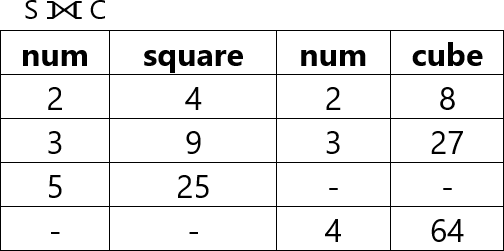 S ⟗ C
num square num cube
2 4 2 8
3 9 3 27
5 25 - -
- - 4 64